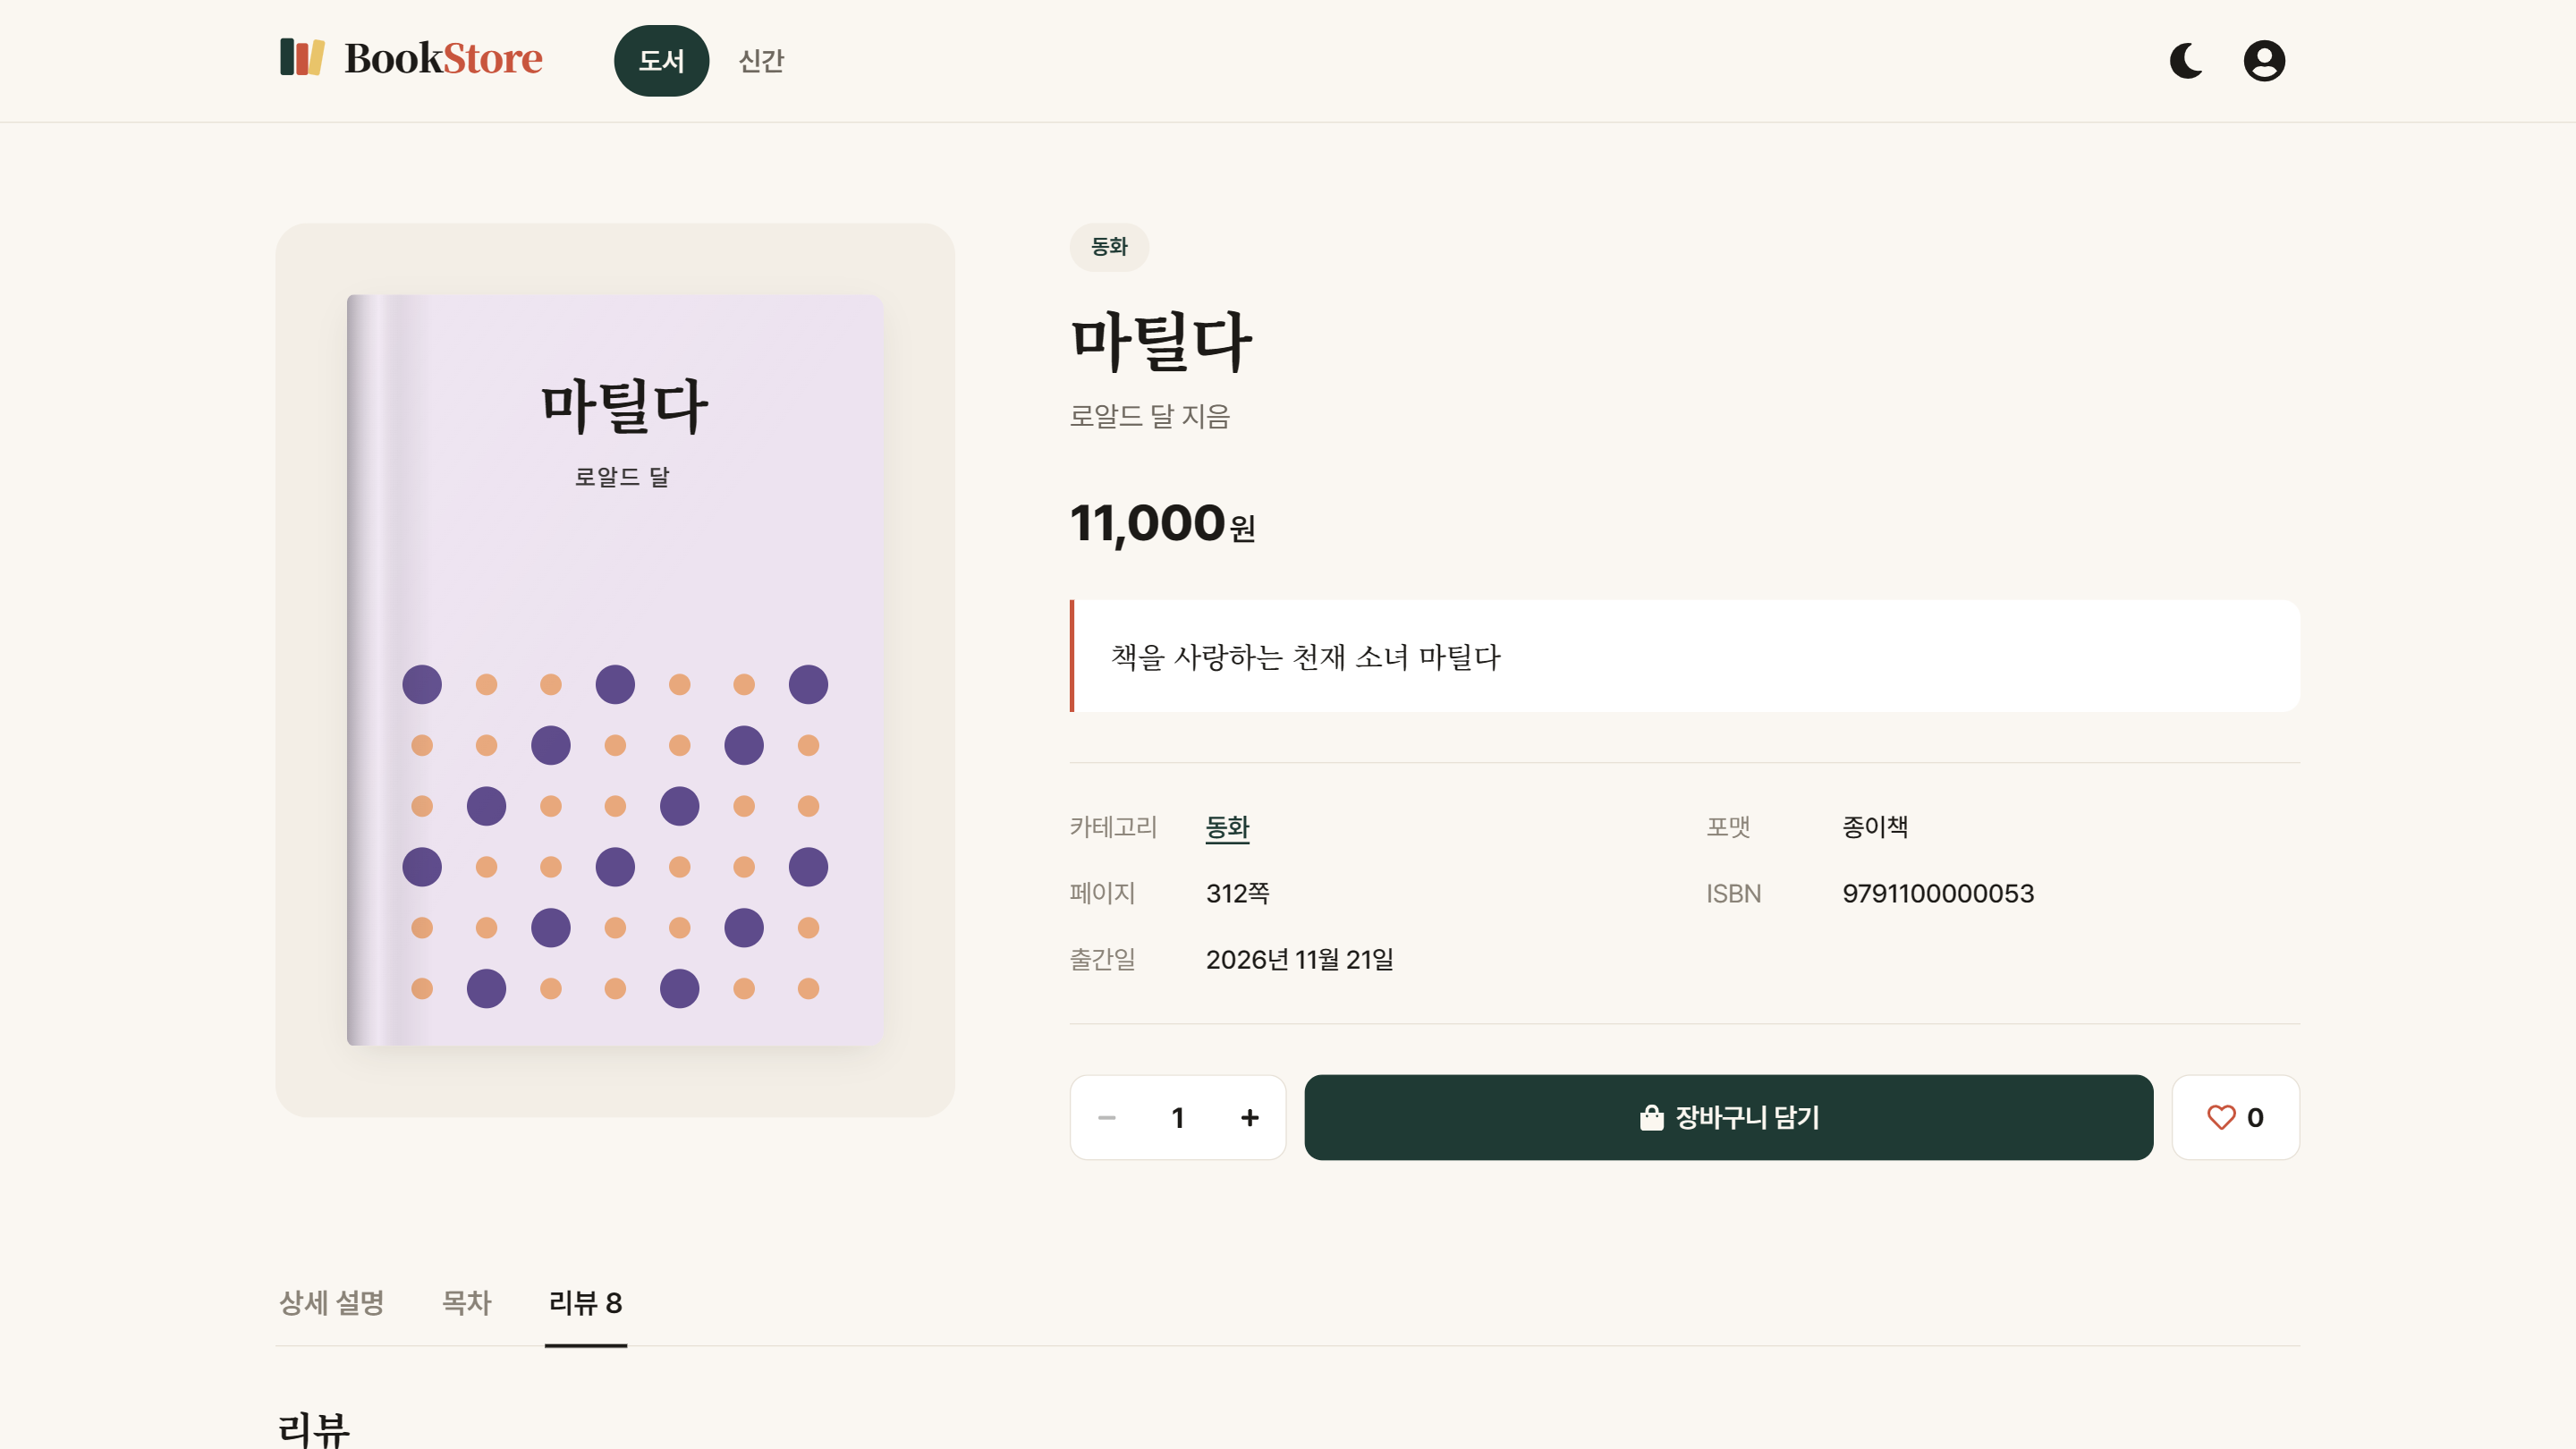 BookStore
도서
신간
마틸다
로알드 달
동화
마틸다
로알드 달 지음
11,000원
책을 사랑하는 천재 소녀 마틸다
카테고리 동화
포맷 종이책
페이지 312쪽
ISBN 9791100000053
출간일 2026년 11월 21일
1
장바구니 담기
0
상세 설명
목차
리뷰 8
리뷰